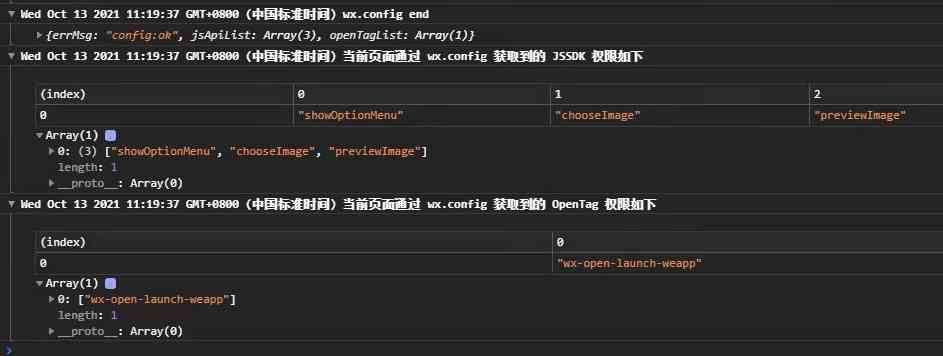 Wed Oct 13 2021 11:19:37 GMT+0800 (中国标准时间) wx.config end
{errMsg: "config:ok", jsApiList: Array(3), openTagList: Array(1)}
Wed Oct 13 2021 11:19:37 GMT+0800 (中国标准时间) 当前页面通过 wx.config 获取到的 JSSDK 权限如下
(index) 0 1 2
0 "showOptionMenu" "chooseImage" "previewImage"
Array(1)
0: (3) ["showOptionMenu", "chooseImage", "previewImage"]
length: 1
__proto__: Array(0)
Wed Oct 13 2021 11:19:37 GMT+0800 (中国标准时间) 当前页面通过 wx.config 获取到的 OpenTag 权限如下
(index) 0
0 "wx-open-launch-weapp"
Array(1)
0: ["wx-open-launch-weapp"]
length: 1
__proto__: Array(0)